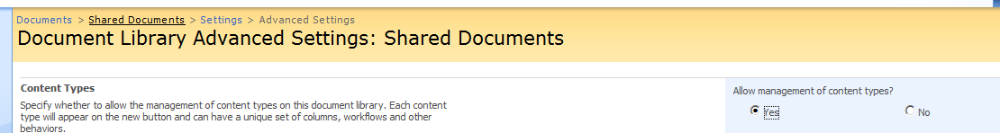 Documents > Shared Documents > Settings > Advanced Settings
Document Library Advanced Settings: Shared Documents
Content Types
Specify whether to allow the management of content types on this document library. Each content
type will appear on the new button and can have a unique set of columns, workflows and other
behaviors.
Allow management of content types?
Yes No